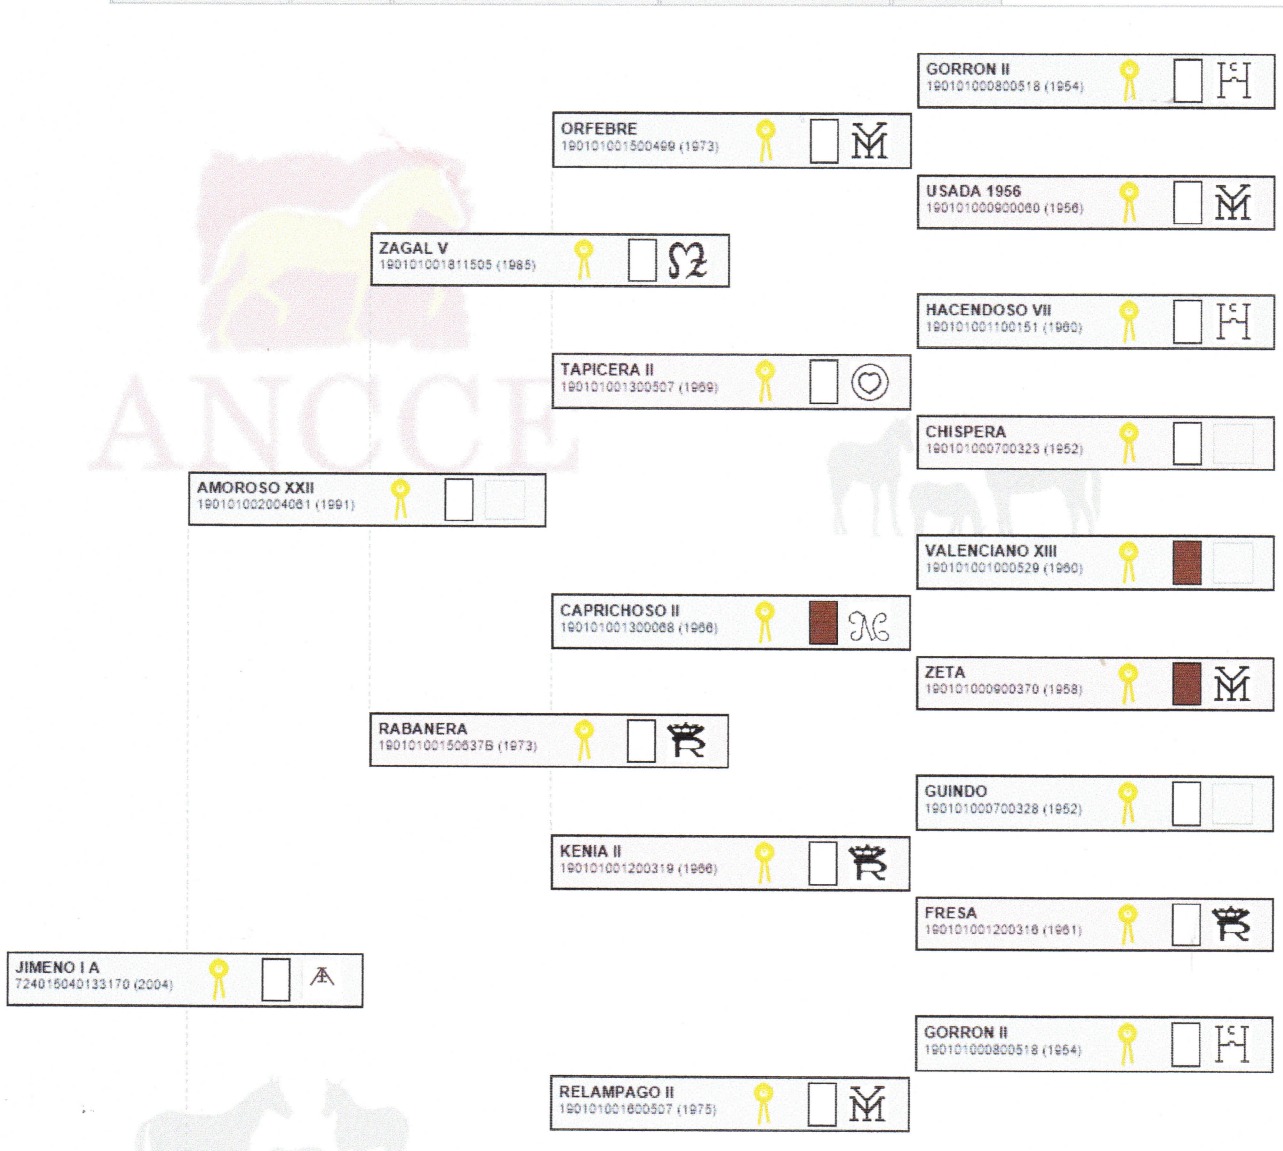 GORRON II
190101000800518 (1954)
ORFEBRE
190101001500499 (1973)
USADA 1956
190101000900060 (1956)
ZAGAL V
190101001811505 (1985)
HACENDOSO VII
190101001100151 (1960)
TAPICERA II
190101001300507 (1969)
ANCCE
CHISPERA
190101000700323 (1952)
AMOROSO XXII
190101002004061 (1991)
VALENCIANO XIII
190101001000529 (1960)
CAPRICHOSO II
190101001300068 (1966)
ZETA
190101000900370 (1958)
RABANERA
19010100150637B (1973)
GUINDO
190101000700328 (1952)
KENIA II
190101001200319 (1966)
FRESA
190101001200316 (1961)
JIMENO I A
724015040133170 (2004)
GORRON II
190101000800518 (1954)
RELAMPAGO II
190101001600507 (1975)